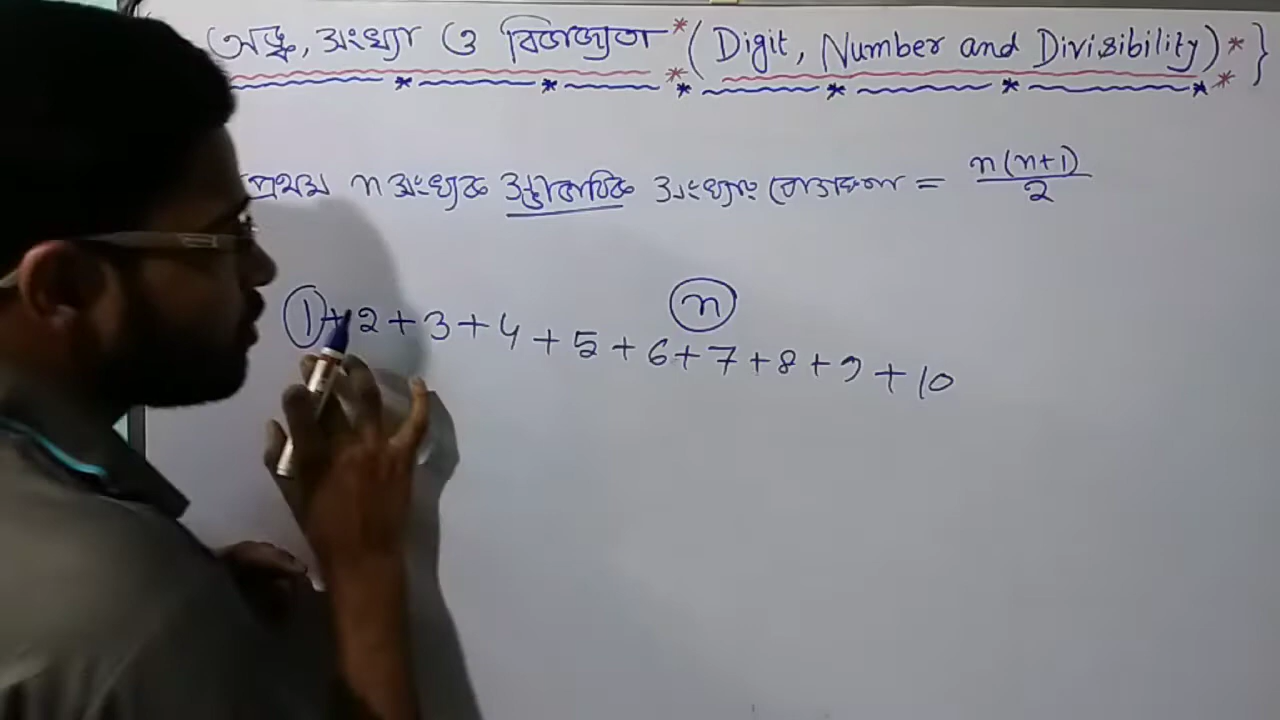 অঙ্ক, সংখ্যা ও বিভাজ্যতা * ( Digit, Number and Divisibility) * }
প্রথম n সংখ্যক স্বাভাবিক সংখ্যার যোগফল = n(n+1)/2
n
1+2+3+4+5+6+7+8+9+10